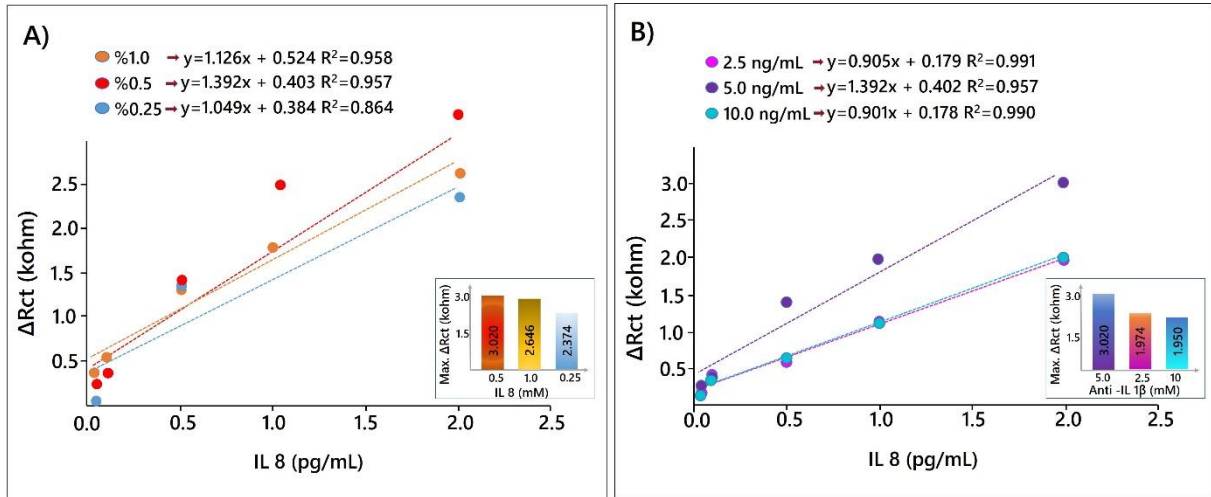 A)
%1.0 → y=1.126x + 0.524 R²=0.958
%0.5 → y=1.392x + 0.403 R²=0.957
%0.25 → y=1.049x + 0.384 R²=0.864
ΔRct (kohm)
2.5
2.0
1.5
1.0
0.5
0.0 0.5 1.0 1.5 2.0 2.5
IL 8 (pg/mL)
Max. ΔRct (kohm)
3.0
1.5
3.020 2.646 2.374
0.5 1.0 0.25
IL 8 (mM)
B)
2.5 ng/mL → y=0.905x + 0.179 R²=0.991
5.0 ng/mL → y=1.392x + 0.402 R²=0.957
10.0 ng/mL → y=0.901x + 0.178 R²=0.990
ΔRct (kohm)
3.0
2.5
2.0
1.5
1.0
0.5
0.0 0.5 1.0 1.5 2.0 2.5
IL 8 (pg/mL)
Max. ΔRct (kohm)
3.0
1.5
3.020 1.974 1.950
5.0 2.5 10
Anti -IL 1β (mM)